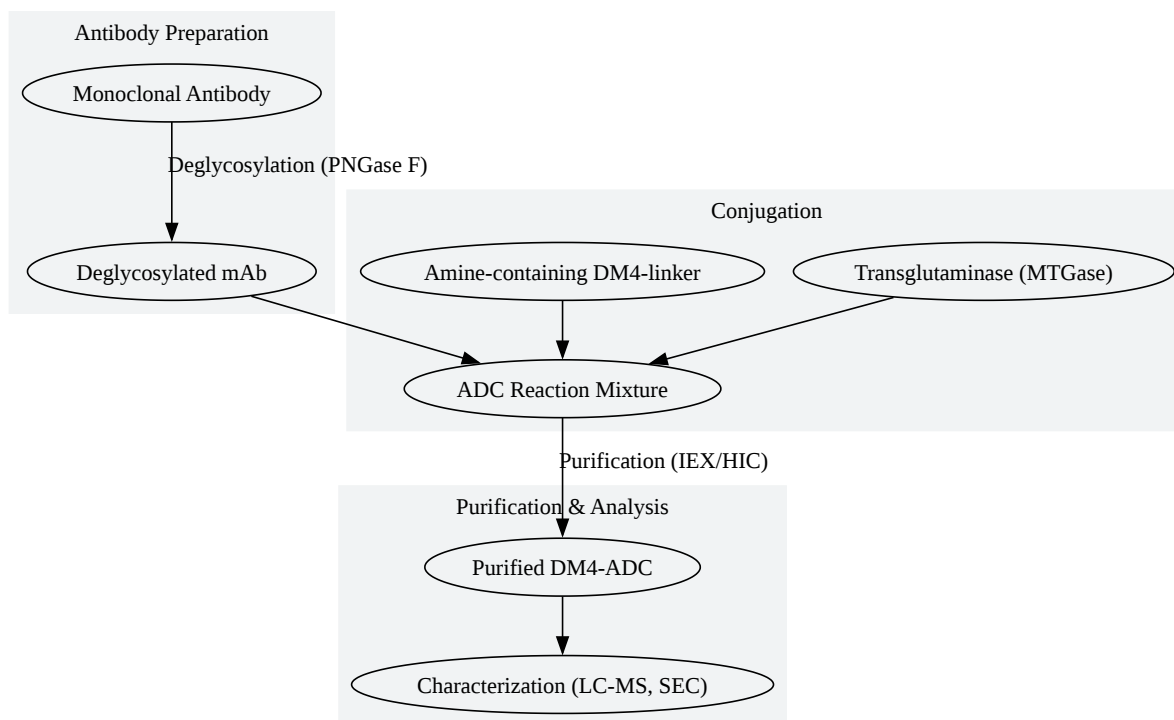 Antibody Preparation
Monoclonal Antibody
Deglycosylation (PNGase F)
Conjugation
Deglycosylated mAb
Amine-containing DM4-linker
Transglutaminase (MTGase)
ADC Reaction Mixture
Purification (IEX/HIC)
Purification & Analysis
Purified DM4-ADC
Characterization (LC-MS, SEC)